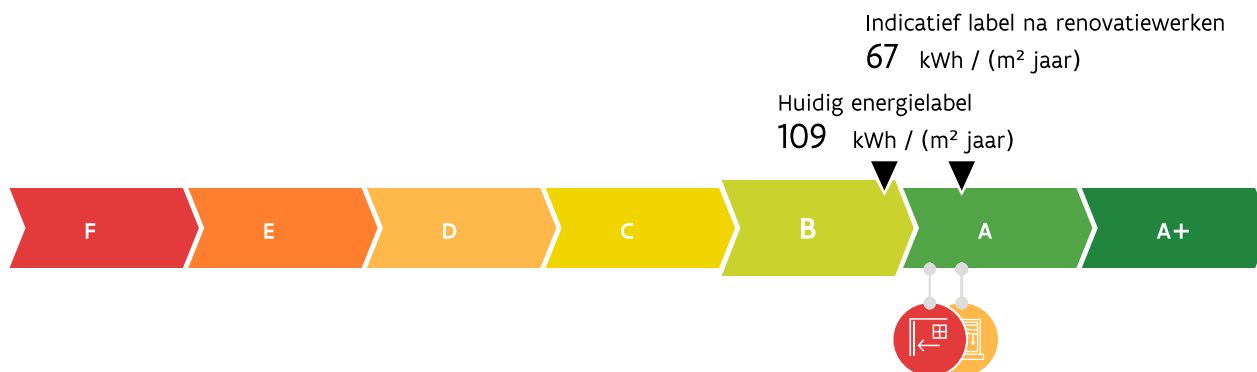 Indicatief label na renovatiewerken
67 kWh / (m² jaar)
Huidig energielabel
109 kWh / (m² jaar)
F E D C B A A+